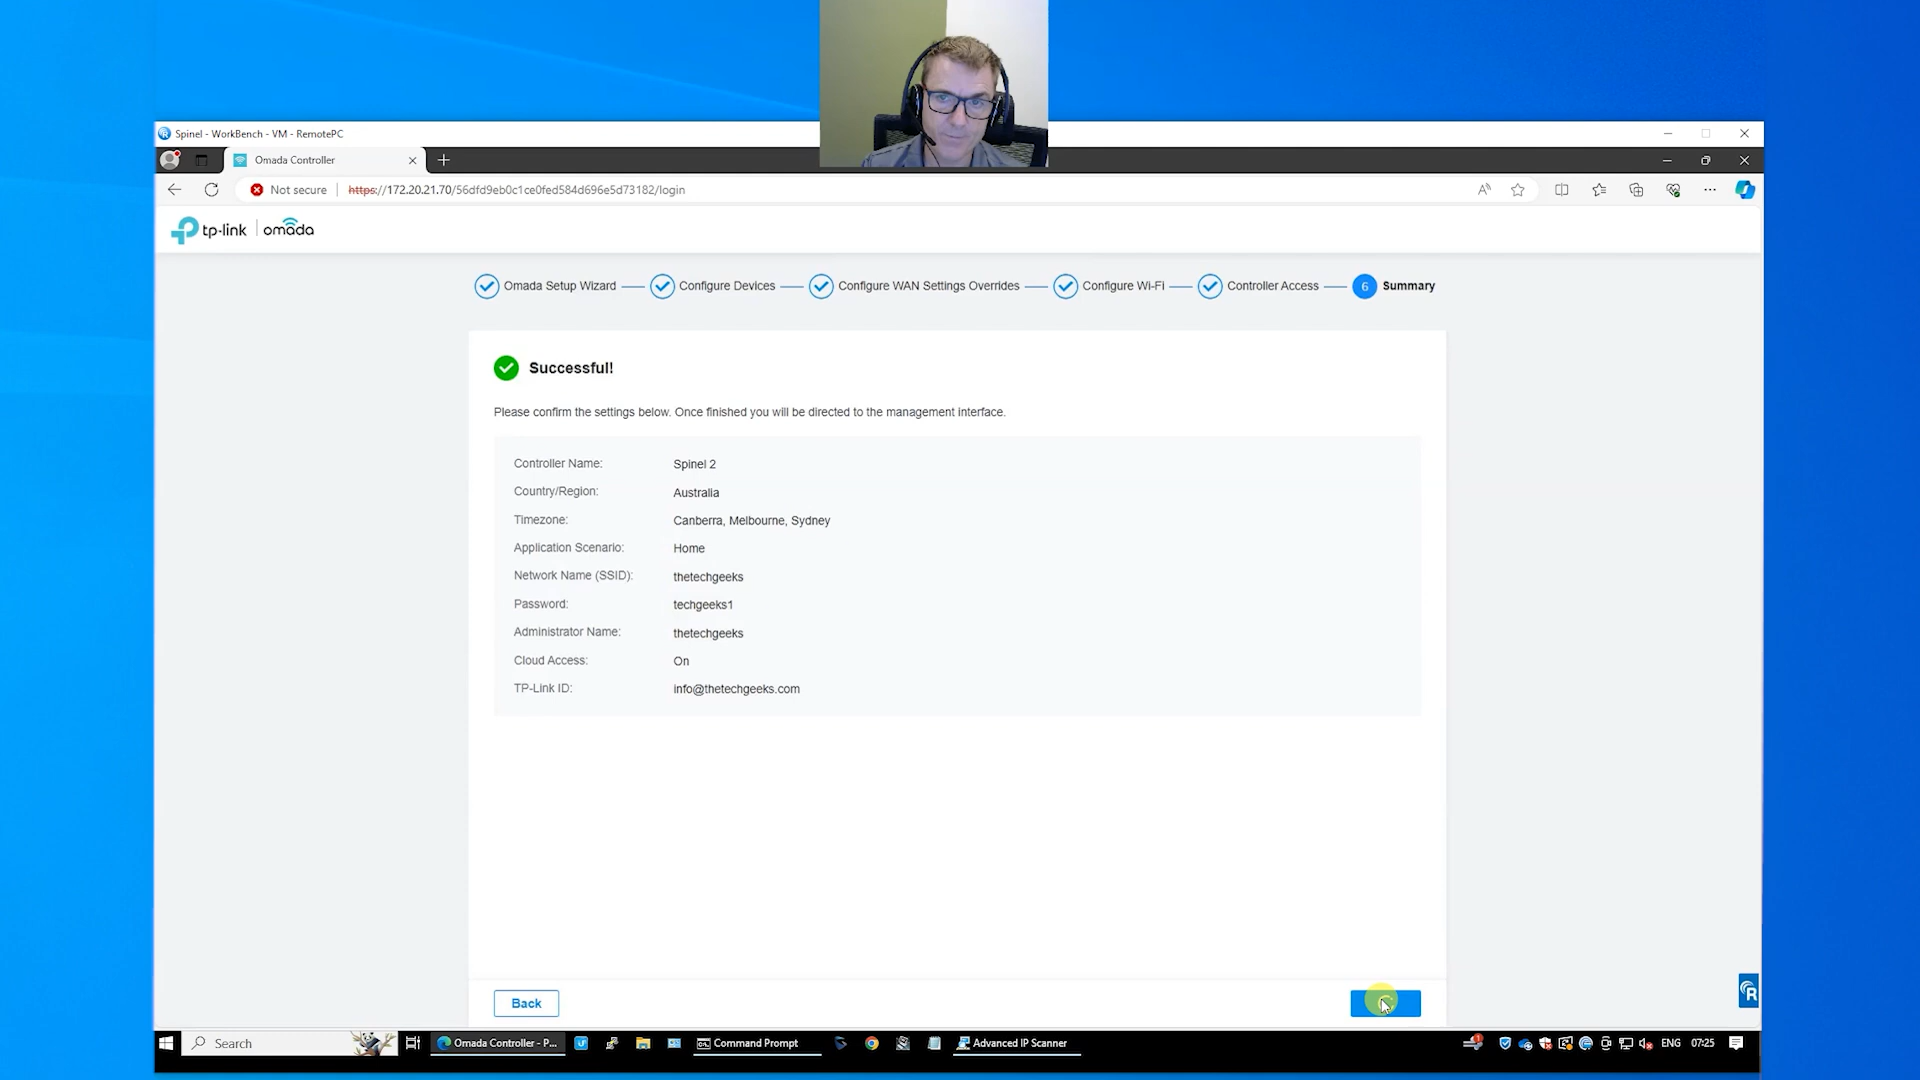 Spinel - WorkBench - VM - RemotePC
Omada Controller
Not secure | https://172.20.21.70/56dfd9eb0c1ce0fed584d696e5d73182/login
tp-link | omada
Omada Setup Wizard
Configure Devices
Configure WAN Settings Overrides
Configure Wi-Fi
Controller Access
6 Summary
Successful!
Please confirm the settings below. Once finished you will be directed to the management interface.
Controller Name: Spinel 2
Country/Region: Australia
Timezone: Canberra, Melbourne, Sydney
Application Scenario: Home
Network Name (SSID): thetechgeeks
Password: techgeeks1
Administrator Name: thetechgeeks
Cloud Access: On
TP-Link ID: info@thetechgeeks.com
Back
Search
Omada Controller - P...
Command Prompt
Advanced IP Scanner
ENG
07:25